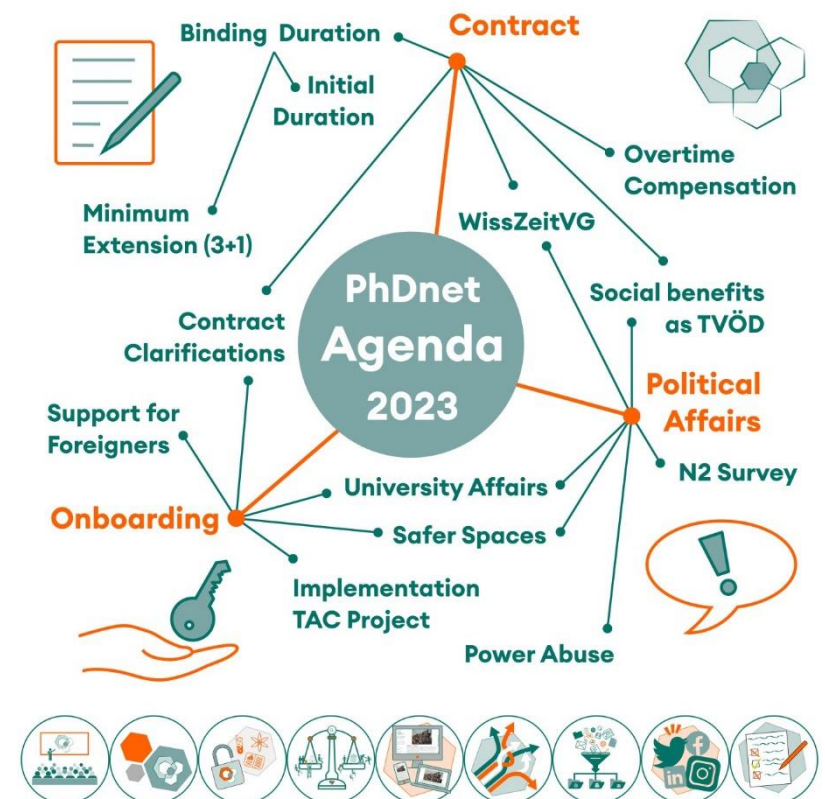 Contract
Binding Duration
Initial
Duration
Overtime
Compensation
Minimum
Extension (3+1)
WissZeitVG
PhDnet
Agenda
2023
Social benefits
as TVÖD
Contract
Clarifications
Political
Affairs
Support for
Foreigners
N2 Survey
University Affairs
Onboarding
Safer Spaces
Implementation
TAC Project
Power Abuse